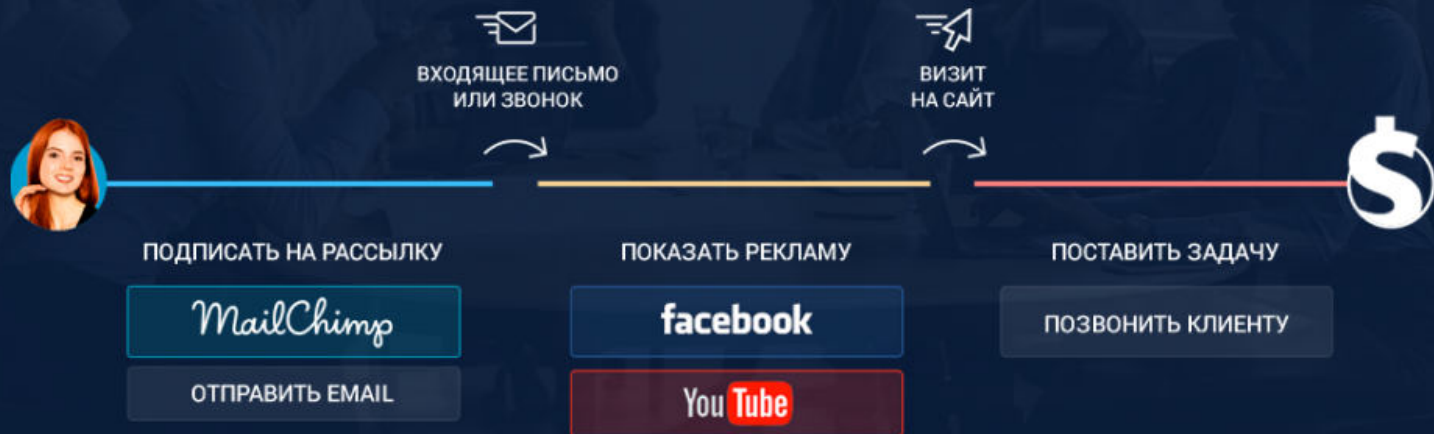 ВХОДЯЩЕЕ ПИСЬМО
ИЛИ ЗВОНОК
ВИЗИТ
НА САЙТ
ПОДПИСАТЬ НА РАССЫЛКУ
MailChimp
ОТПРАВИТЬ EMAIL
ПОКАЗАТЬ РЕКЛАМУ
facebook
YouTube
ПОСТАВИТЬ ЗАДАЧУ
ПОЗВОНИТЬ КЛИЕНТУ